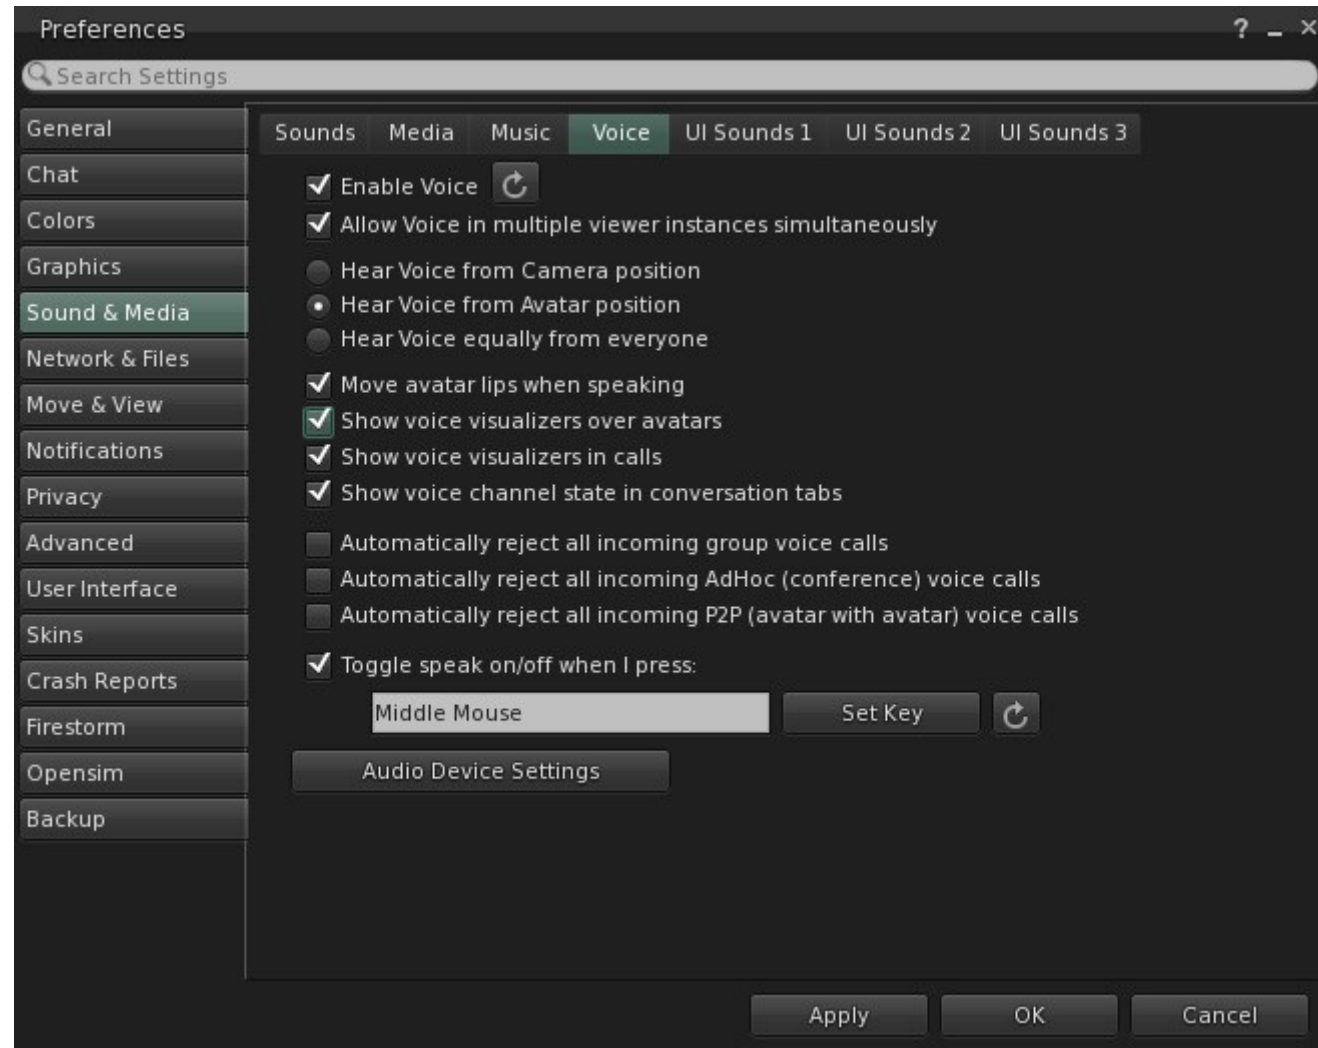 Preferences
Search Settings
General
Chat
Colors
Graphics
Sound & Media
Network & Files
Move & View
Notifications
Privacy
Advanced
User Interface
Skins
Crash Reports
Firestorm
Opensim
Backup
Sounds Media Music Voice UI Sounds 1 UI Sounds 2 UI Sounds 3
Enable Voice
Allow Voice in multiple viewer instances simultaneously
Hear Voice from Camera position
Hear Voice from Avatar position
Hear Voice equally from everyone
Move avatar lips when speaking
Show voice visualizers over avatars
Show voice visualizers in calls
Show voice channel state in conversation tabs
Automatically reject all incoming group voice calls
Automatically reject all incoming AdHoc (conference) voice calls
Automatically reject all incoming P2P (avatar with avatar) voice calls
Toggle speak on/off when I press:
Middle Mouse Set Key
Audio Device Settings
Apply OK Cancel